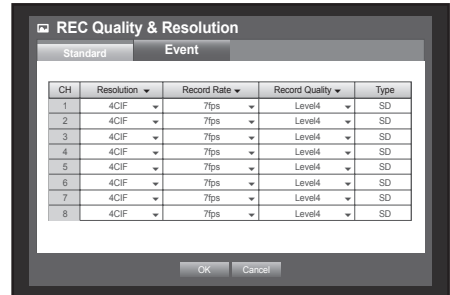 REC Quality & Resolution
Standard Event
CH Resolution Record Rate Record Quality Type
1 4CIF 7fps Level4 SD
2 4CIF 7fps Level4 SD
3 4CIF 7fps Level4 SD
4 4CIF 7fps Level4 SD
5 4CIF 7fps Level4 SD
6 4CIF 7fps Level4 SD
7 4CIF 7fps Level4 SD
8 4CIF 7fps Level4 SD
OK Cancel